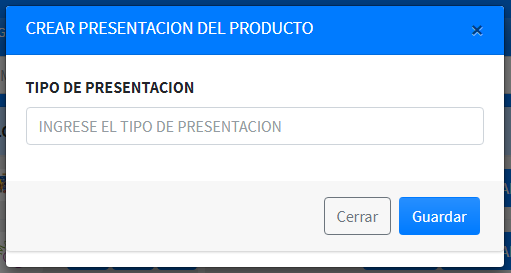 CREAR PRESENTACION DEL PRODUCTO
×
TIPO DE PRESENTACION
INGRESE EL TIPO DE PRESENTACION
Cerrar
Guardar